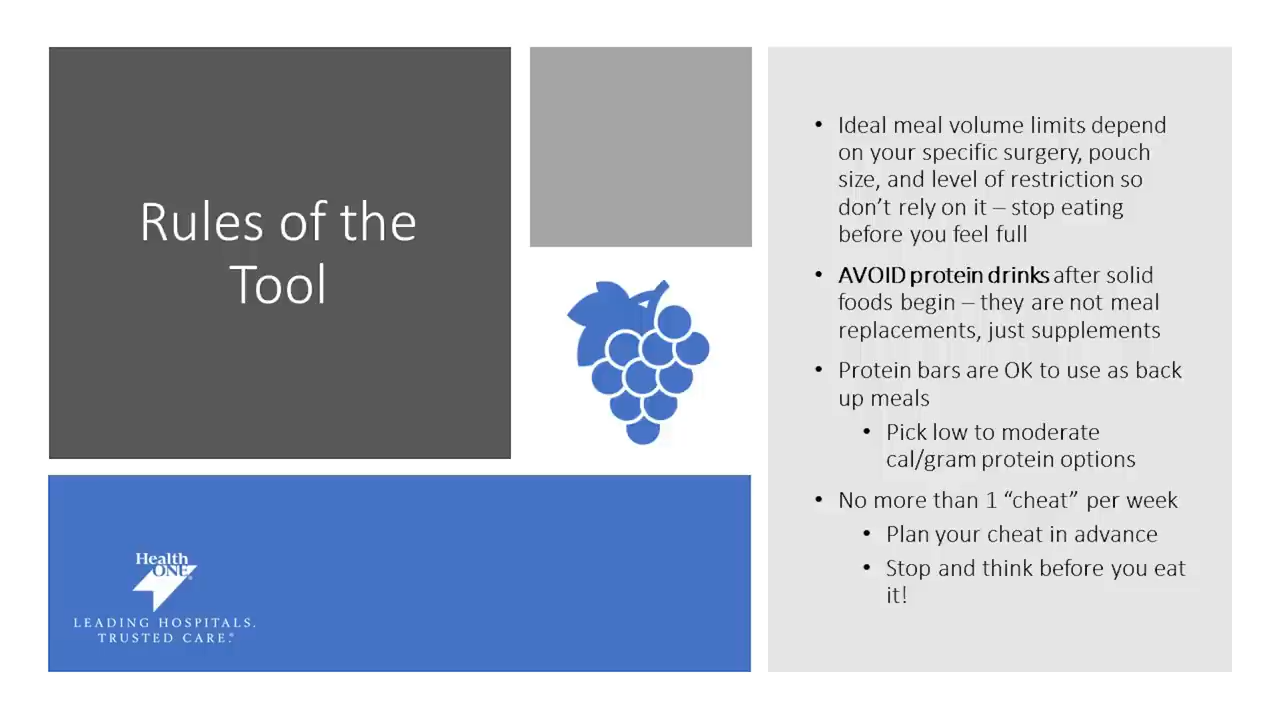 Rules of the
Tool
• Ideal meal volume limits depend
on your specific surgery, pouch
size, and level of restriction so
don’t rely on it – stop eating
before you feel full
• AVOID protein drinks after solid
foods begin – they are not meal
replacements, just supplements
• Protein bars are OK to use as back
up meals
• Pick low to moderate
cal/gram protein options
• No more than 1 “cheat” per week
• Plan your cheat in advance
• Stop and think before you eat
it!
Health
ONE®
LEADING HOSPITALS.
TRUSTED CARE.®